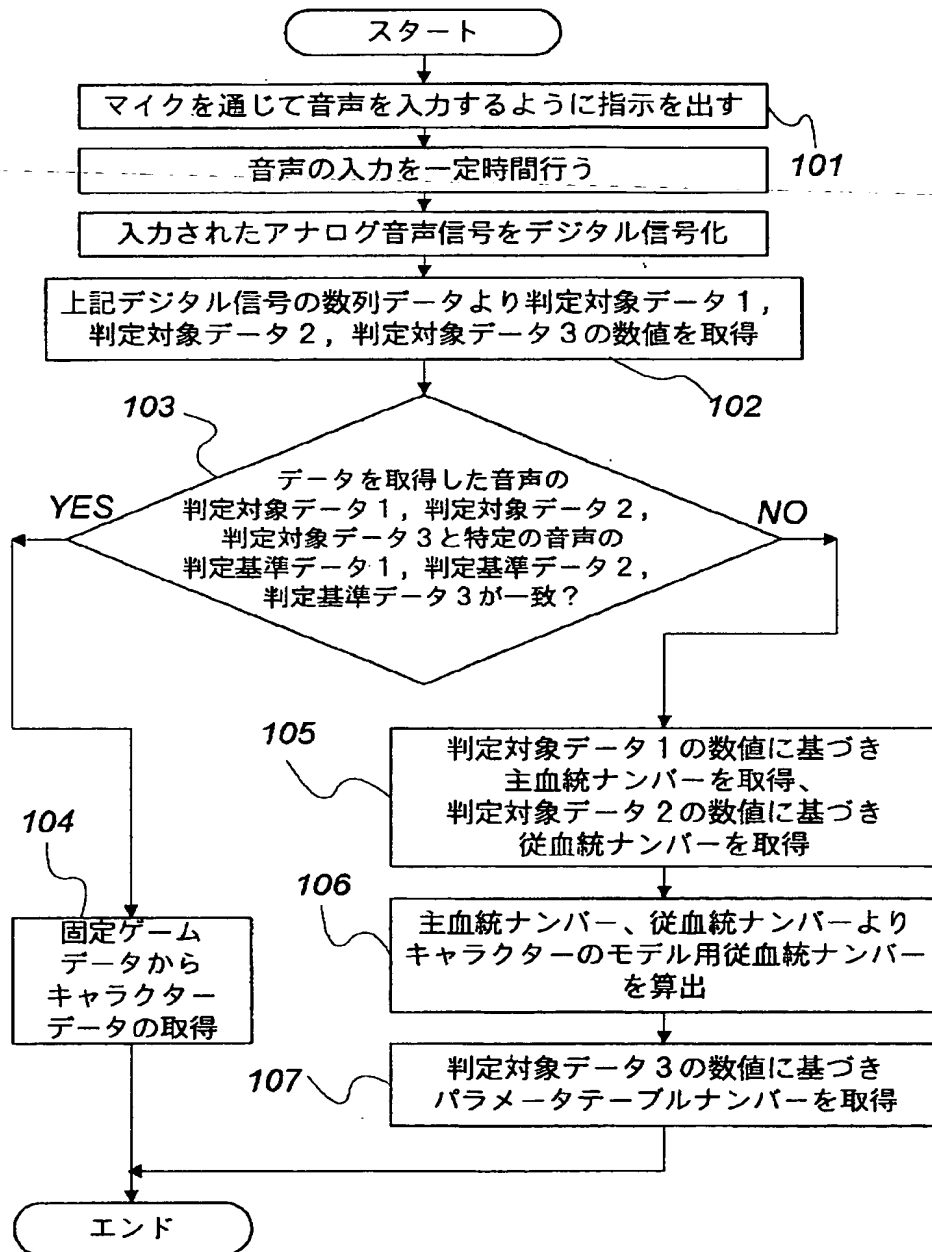 スタート
マイクを通じて音声を入力するように指示を出す
101
音声の入力を一定時間行う
入力されたアナログ音声信号をデジタル信号化
上記デジタル信号の数列データより判定対象データ1,
判定対象データ2,判定対象データ3の数値を取得
102
103
データを取得した音声の
判定対象データ1,判定対象データ2,
判定対象データ3と特定の音声の
判定基準データ1,判定基準データ2,
判定基準データ3が一致?
YES
NO
105
判定対象データ1の数値に基づき
主血統ナンバーを取得、
判定対象データ2の数値に基づき
従血統ナンバーを取得
104
固定ゲーム
データから
キャラクター
データの取得
106
主血統ナンバー、従血統ナンバーより
キャラクターのモデル用従血統ナンバー
を算出
107
判定対象データ3の数値に基づき
パラメータテーブルナンバーを取得
エンド